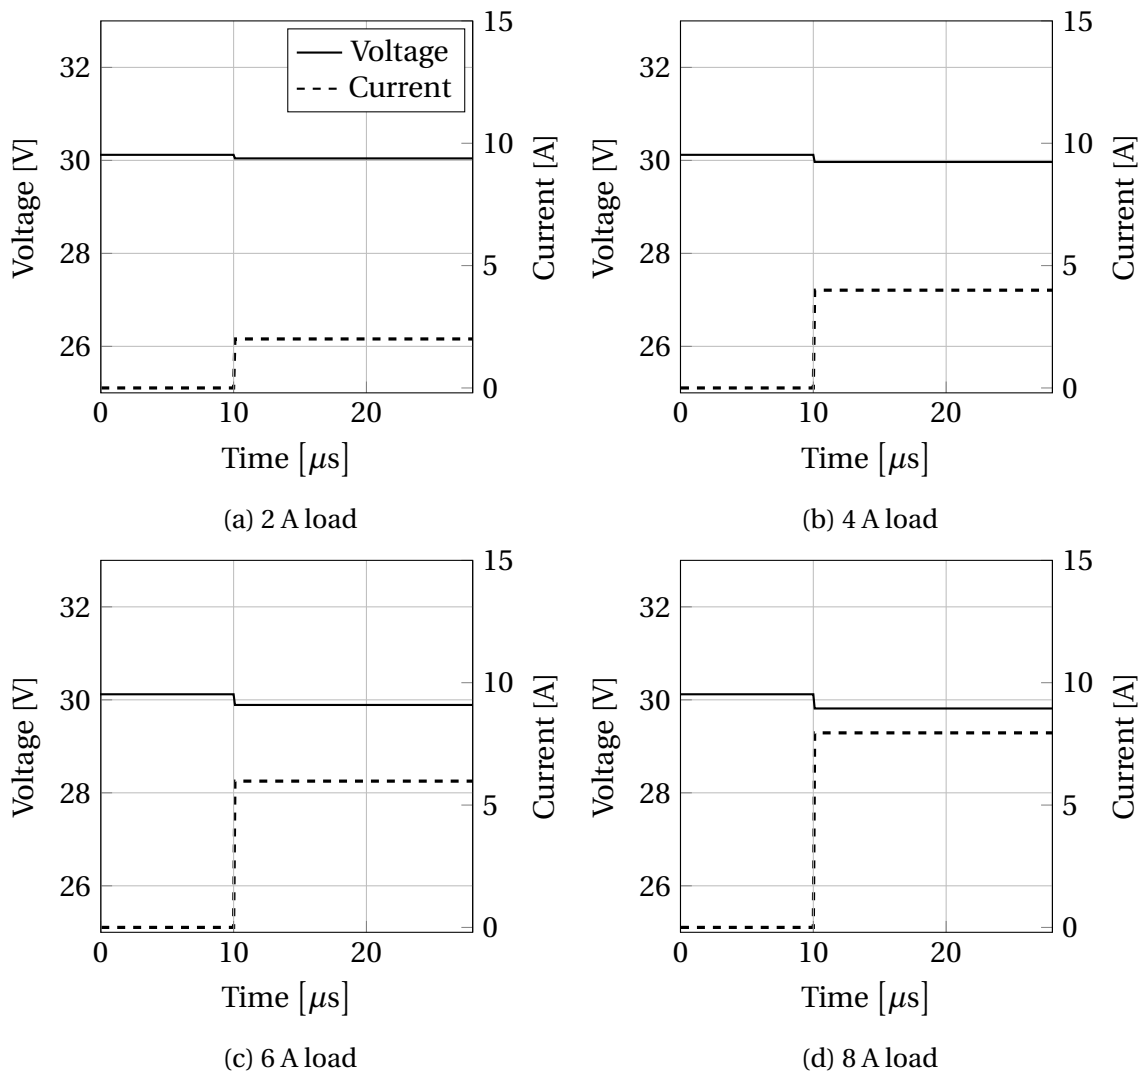 15
32
Voltage
Current
10
30
Voltage [V]
Current [A]
28
5
26
0
0
10
20
Time [μs]
(a) 2 A load
15
32
10
30
Voltage [V]
Current [A]
28
5
26
0
0
10
20
Time [μs]
(b) 4 A load
15
32
10
30
Voltage [V]
Current [A]
28
5
26
0
0
10
20
Time [μs]
(c) 6 A load
15
32
10
30
Voltage [V]
Current [A]
28
5
26
0
0
10
20
Time [μs]
(d) 8 A load